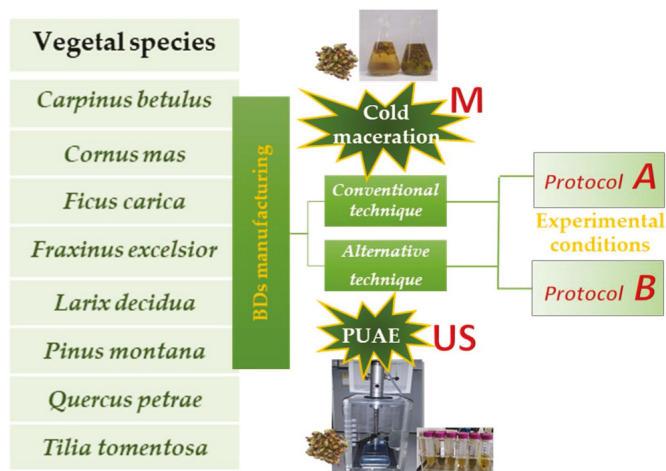 Vegetal species
Carpinus betulus
Cornus mas
Ficus carica
Fraxinus excelsior
Larix decidua
Pinus montana
Quercus petrae
Tilia tomentosa
BDs manufacturing
Cold
maceration
M
Conventional
technique
Alternative
technique
PUAE
US
Protocol A
Experimental
conditions
Protocol B